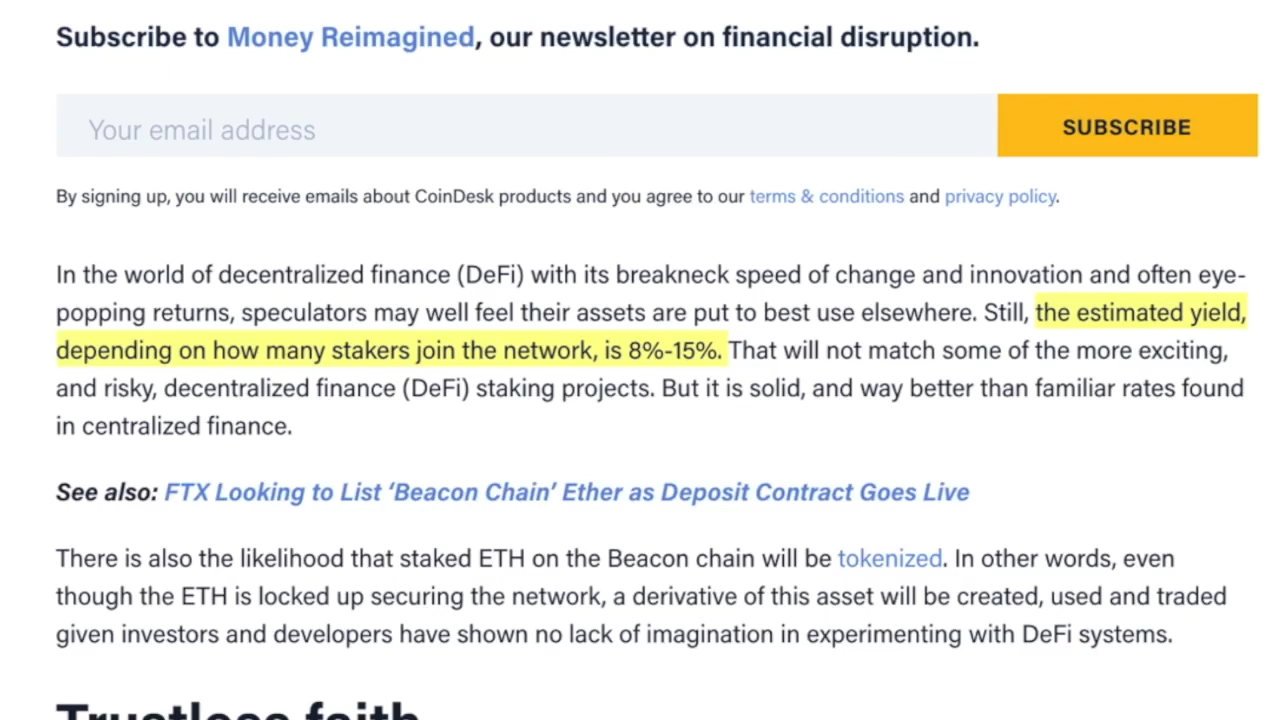 Subscribe to Money Reimagined, our newsletter on financial disruption.
Your email address
SUBSCRIBE
By signing up, you will receive emails about CoinDesk products and you agree to our terms & conditions and privacy policy.
In the world of decentralized finance (DeFi) with its breakneck speed of change and innovation and often eye-
popping returns, speculators may well feel their assets are put to best use elsewhere. Still, the estimated yield,
depending on how many stakers join the network, is 8%-15%. That will not match some of the more exciting,
and risky, decentralized finance (DeFi) staking projects. But it is solid, and way better than familiar rates found
in centralized finance.
See also: FTX Looking to List ‘Beacon Chain’ Ether as Deposit Contract Goes Live
There is also the likelihood that staked ETH on the Beacon chain will be tokenized. In other words, even
though the ETH is locked up securing the network, a derivative of this asset will be created, used and traded
given investors and developers have shown no lack of imagination in experimenting with DeFi systems.
Trustless faith